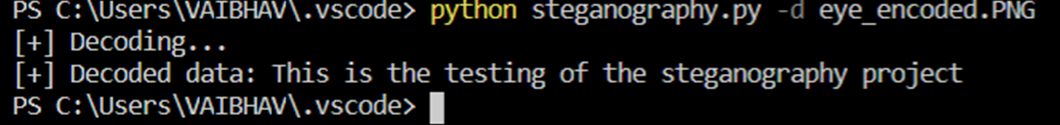 PS C:\Users\VAIBHAV\.vscode> python steganography.py -d eye_encoded.PNG
[+] Decoding...
[+] Decoded data: This is the testing of the steganography project
PS C:\Users\VAIBHAV\.vscode>